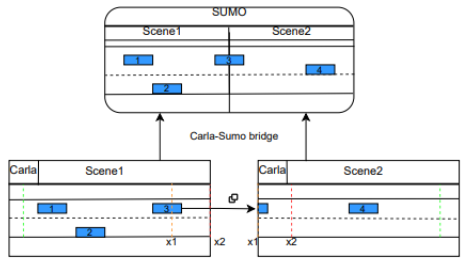 SUMO
Scene1 Scene2
1 3
4
2
Carla-Sumo bridge
Carla Scene1 Carla Scene2
1 3 4
2
x1 x2 x1 x2